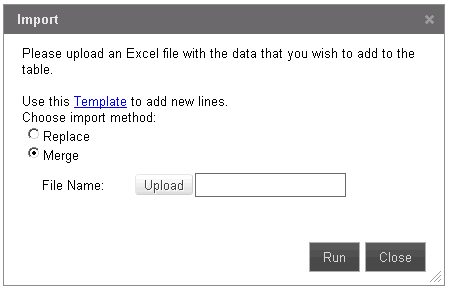 Import
Please upload an Excel file with the data that you wish to add to the
table.
Use this Template to add new lines.
Choose import method:
Replace
Merge
File Name: Upload
Run Close